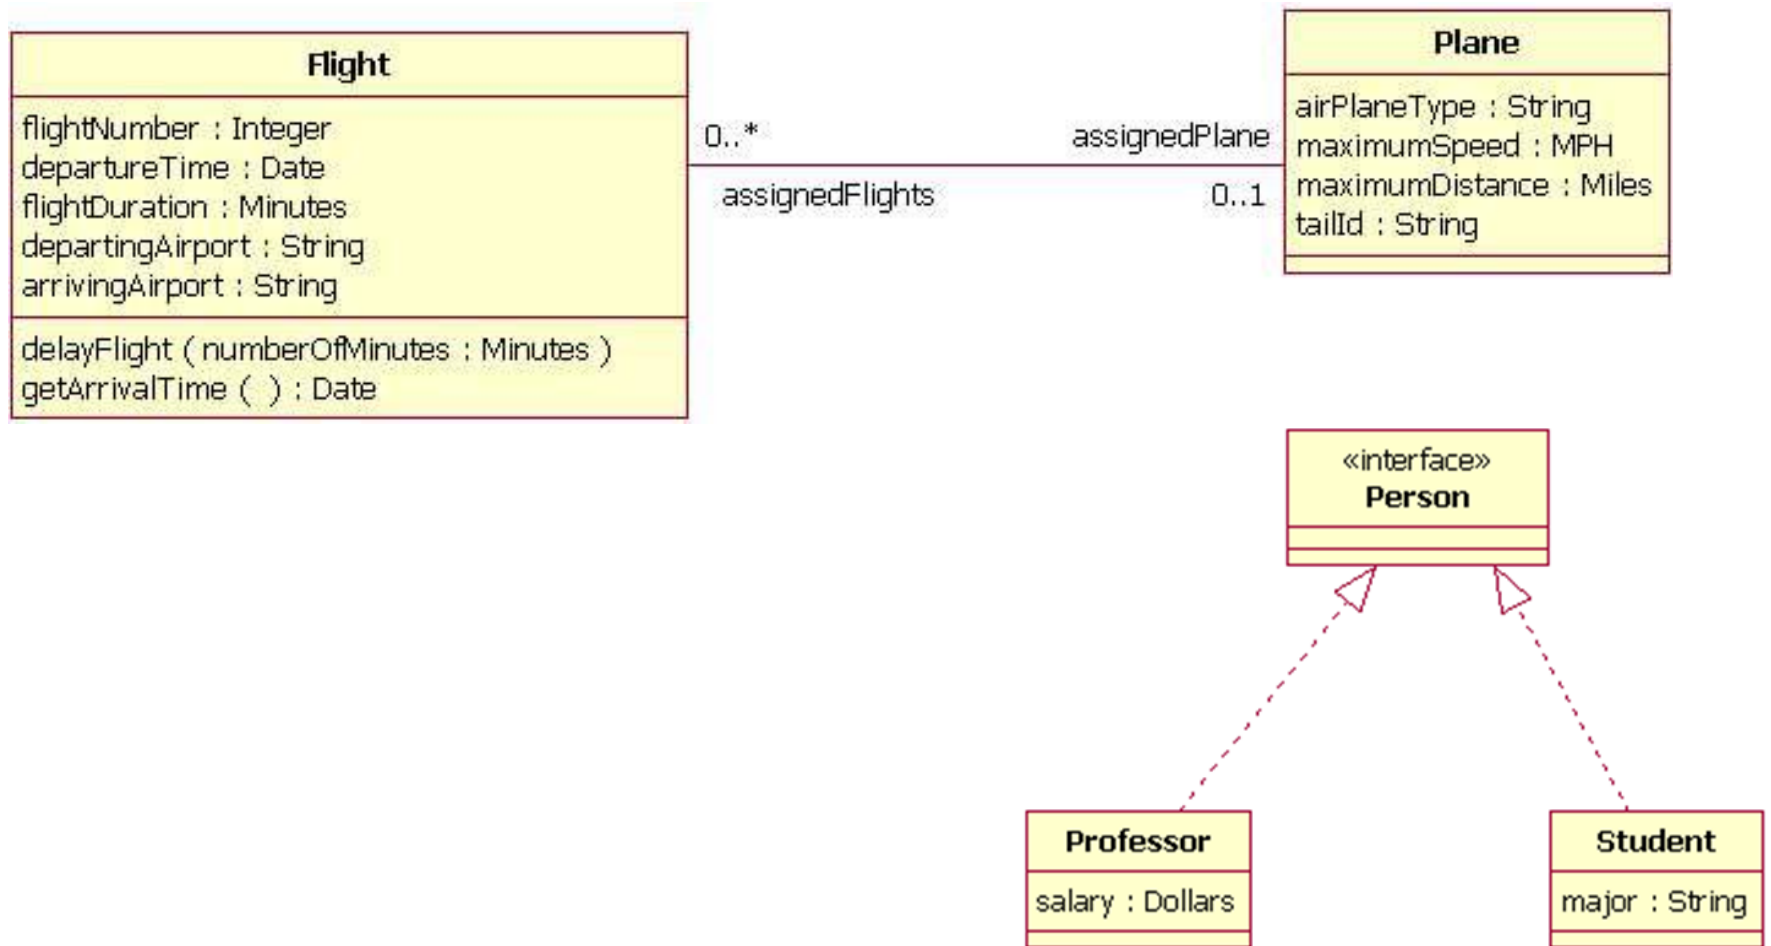 Flight
flightNumber : Integer
departureTime : Date
flightDuration : Minutes
departingAirport : String
arrivingAirport : String
delayFlight ( numberOfMinutes : Minutes )
getArrivalTime ( ) : Date
0..*
assignedFlights
assignedPlane
0..1
Plane
airPlaneType : String
maximumSpeed : MPH
maximumDistance : Miles
tailId : String
«interface»
Person
Professor
salary : Dollars
Student
major : String